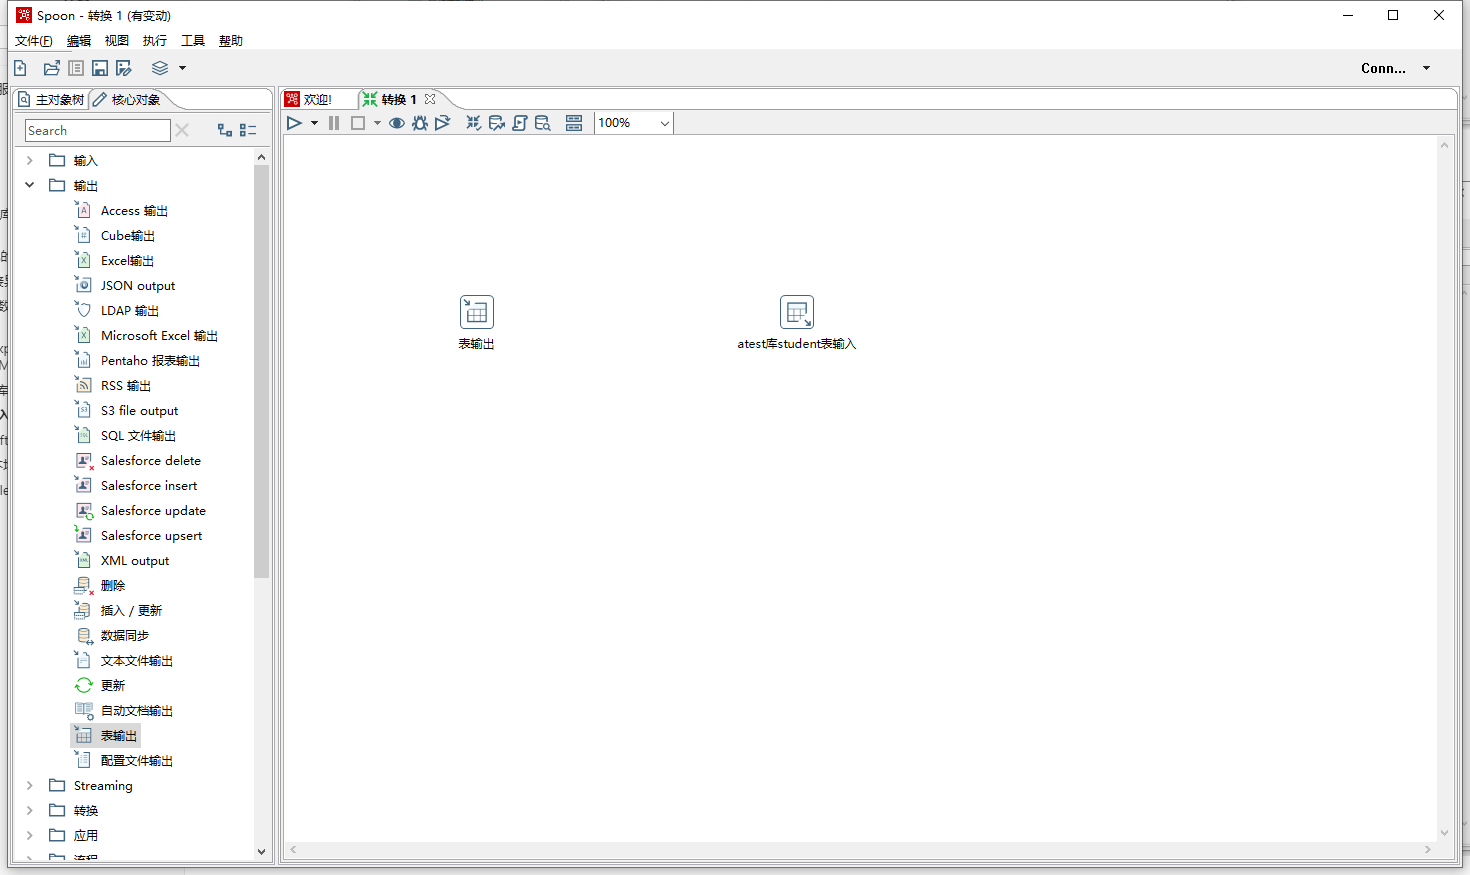 Spoon - 转换 1 (有变动)
文件(F) 编辑 视图 执行 工具 帮助
Conn...
主对象树 核心对象
欢迎! 转换 1
100%
Search
输入
输出
Access 输出
Cube输出
Excel输出
JSON output
LDAP 输出
Microsoft Excel 输出
Pentaho 报表输出
RSS 输出
S3 file output
SQL 文件输出
Salesforce delete
Salesforce insert
Salesforce update
Salesforce upsert
XML output
删除
插入 / 更新
数据同步
文本文件输出
更新
自动文档输出
表输出
配置文件输出
Streaming
转换
应用
流程
表输出
atest库student表输入